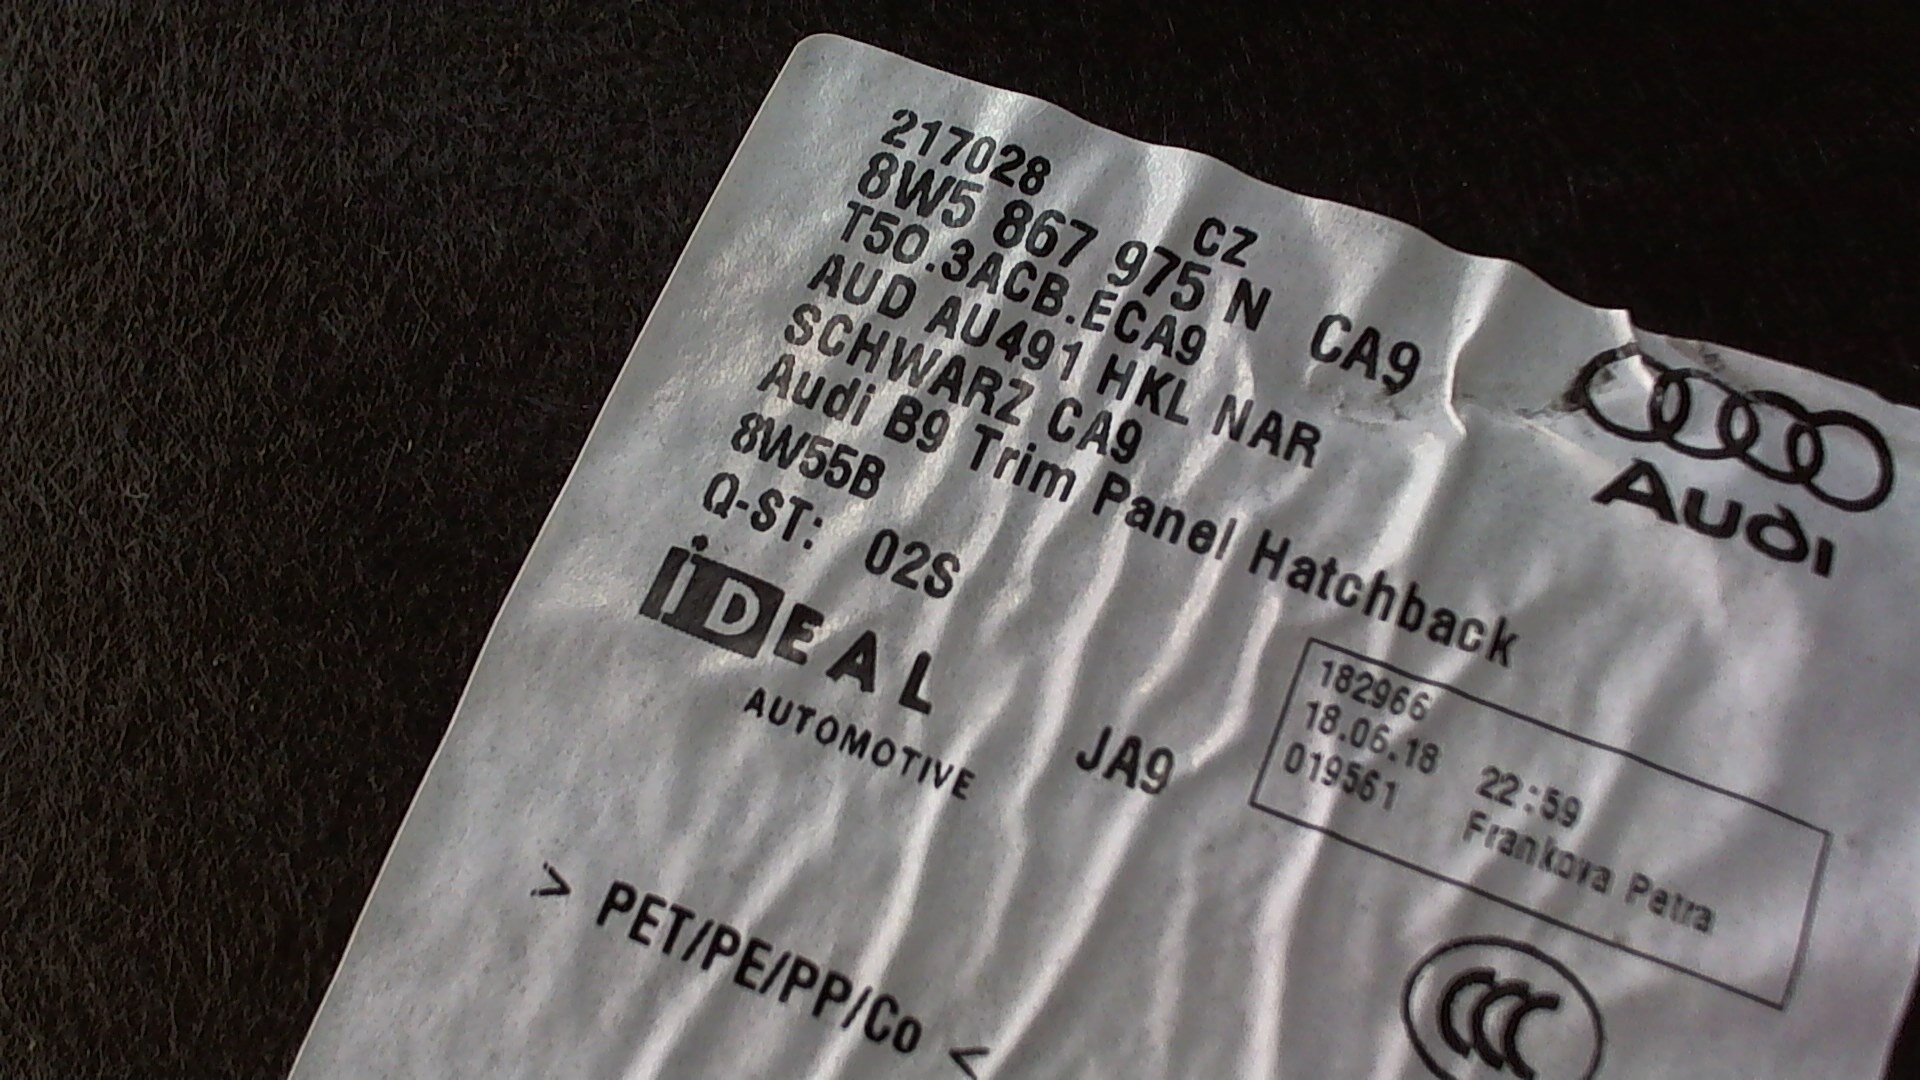 217028
CZ
8W5 867 975 N CA9
T50.3ACB.ECA9
AUD AU491 HKL NAR
SCHWARZ CA9
Audi B9 Trim Panel Hatchback
8W55B
Q-ST: 02S
Audi
iDEAL
AUTOMOTIVE
JA9
182966
18.06.18 22:59
019561 Frankova Petra
> PET/PE/PP/Co <
CCC